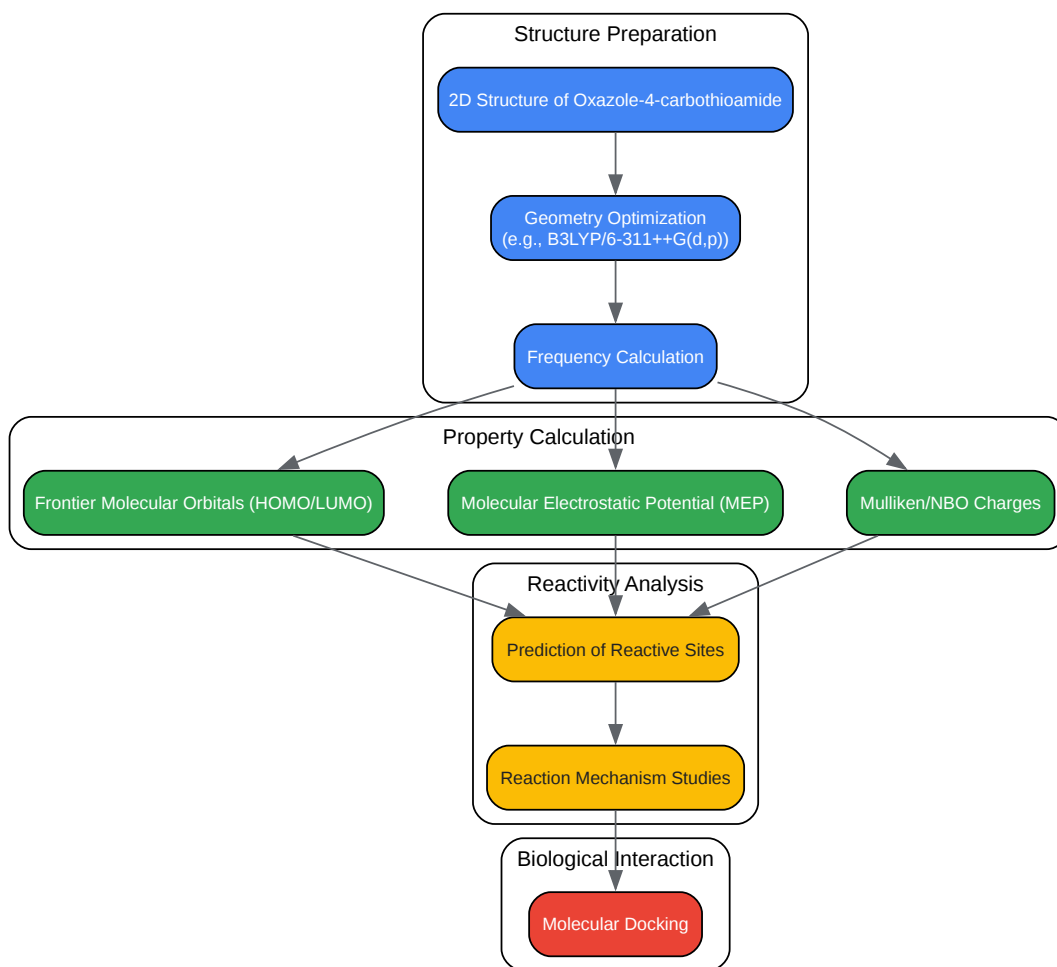 Structure Preparation
2D Structure of Oxazole-4-carbothioamide
Geometry Optimization
(e.g., B3LYP/6-311++G(d,p))
Frequency Calculation
Property Calculation
Frontier Molecular Orbitals (HOMO/LUMO)
Molecular Electrostatic Potential (MEP)
Mulliken/NBO Charges
Reactivity Analysis
Prediction of Reactive Sites
Reaction Mechanism Studies
Biological Interaction
Molecular Docking